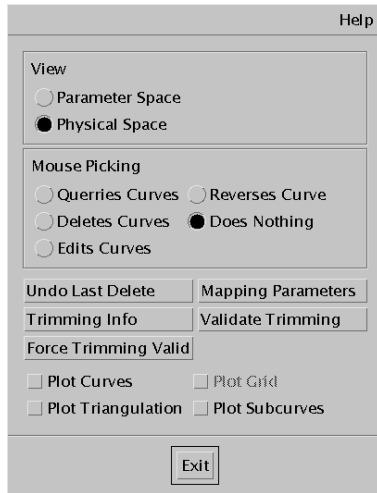 Help
View
Parameter Space
Physical Space
Mouse Picking
Querries Curves Reverses Curve
Deletes Curves Does Nothing
Edits Curves
Undo Last Delete Mapping Parameters
Trimming Info Validate Trimming
Force Trimming Valid
Plot Curves Plot Grid
Plot Triangulation Plot Subcurves
Exit